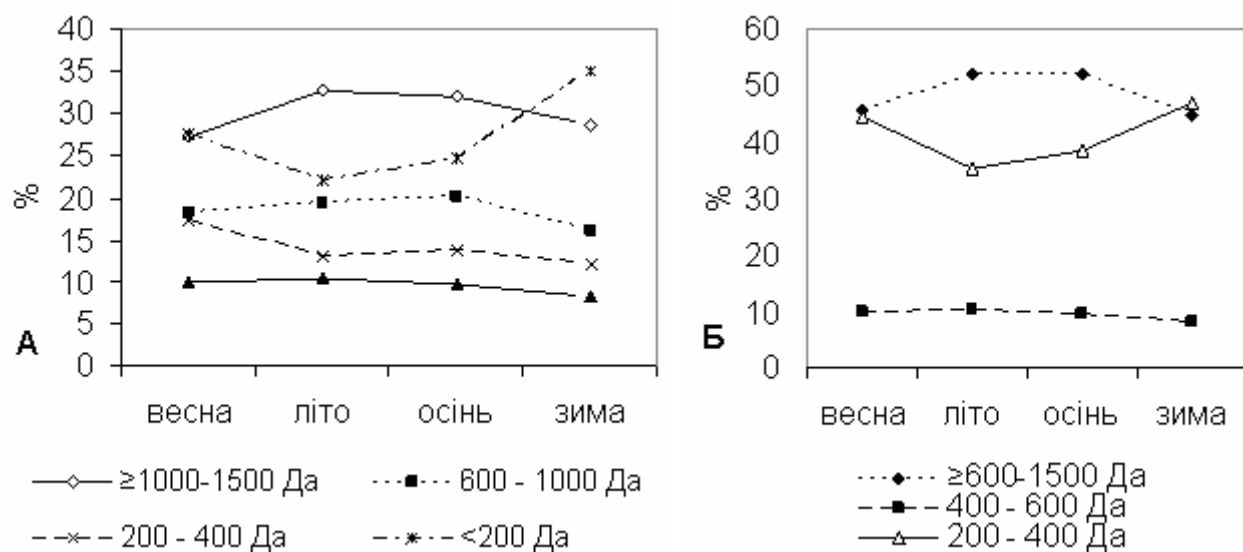 40
35
30
25
20
15
10
5
0
%
А
весна літо осінь зима
≥1000-1500 Да 600 - 1000 Да
200 - 400 Да <200 Да
60
50
40
30
20
10
0
%
Б
весна літо осінь зима
≥600-1500 Да
400 - 600 Да
200 - 400 Да